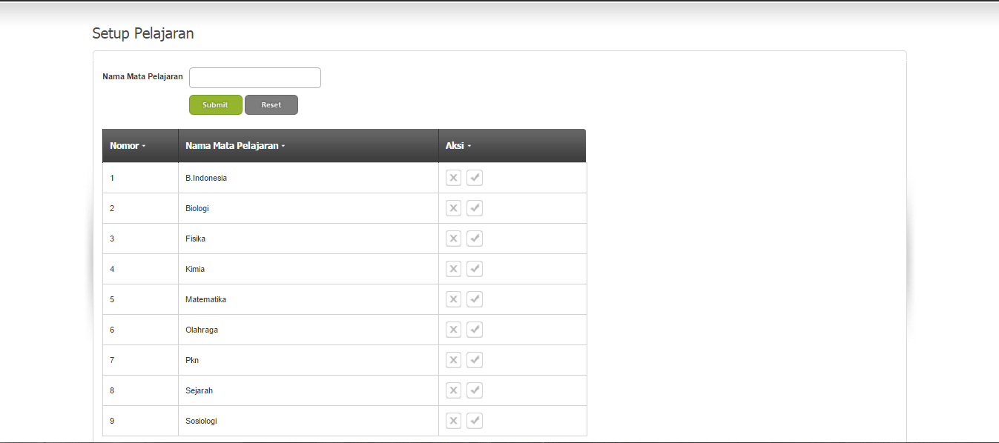 Setup Pelajaran
Nama Mata Pelajaran
Submit Reset
Nomor Nama Mata Pelajaran Aksi
1 B.Indonesia
2 Biologi
3 Fisika
4 Kimia
5 Matematika
6 Olahraga
7 Pkn
8 Sejarah
9 Sosiologi